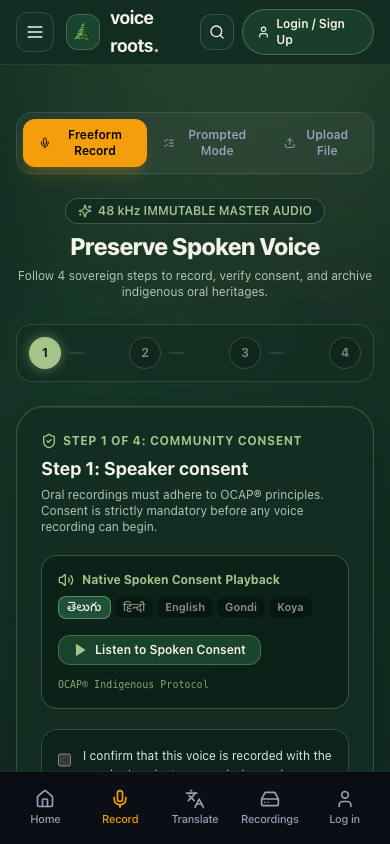 voice
roots.
Login / Sign
Up
Freeform
Record
Prompted
Mode
Upload
File
48 kHz IMMUTABLE MASTER AUDIO
Preserve Spoken Voice
Follow 4 sovereign steps to record, verify consent, and archive
indigenous oral heritages.
1 2 3 4
STEP 1 OF 4: COMMUNITY CONSENT
Step 1: Speaker consent
Oral recordings must adhere to OCAP® principles.
Consent is strictly mandatory before any voice
recording can begin.
Native Spoken Consent Playback
తెలుగు हिन्दी English Gondi Koya
Listen to Spoken Consent
OCAP® Indigenous Protocol
I confirm that this voice is recorded with the
Home Record Translate Recordings Log in